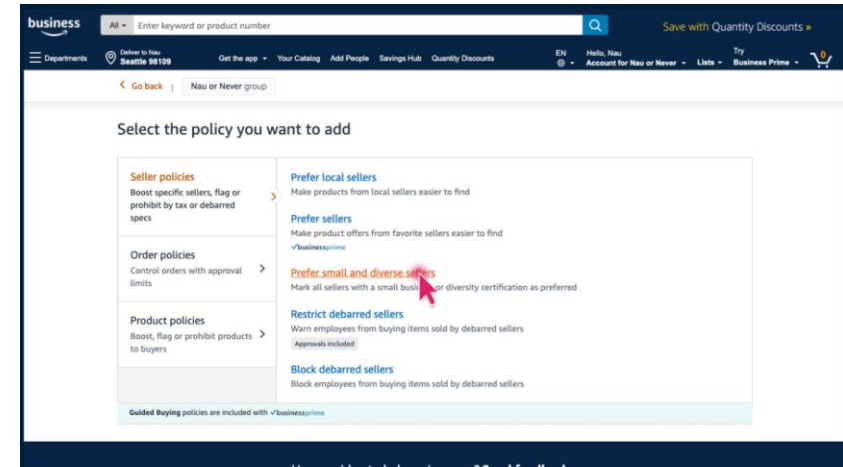 business
All
Enter keyword or product number
Save with Quantity Discounts »
Departments
Deliver to Nau
Seattle 98109
Get the app
Your Catalog
Add People
Savings Hub
Quantity Discounts
EN
Hello, Nau
Account for Nau or Never
Lists
Try
Business Prime
0
Go back | Nau or Never group
Select the policy you want to add
Seller policies
Boost specific sellers, flag or
prohibit by tax or debarred
specs
Order policies
Control orders with approval
limits
Product policies
Boost, flag or prohibit products
to buyers
Prefer local sellers
Make products from local sellers easier to find
Prefer sellers
Make product offers from favorite sellers easier to find
businessprime
Prefer small and diverse sellers
Mark all sellers with a small business or diversity certification as preferred
Restrict debarred sellers
Warn employees from buying items sold by debarred sellers
Approvals included
Block debarred sellers
Block employees from buying items sold by debarred sellers
Guided Buying policies are included with businessprime